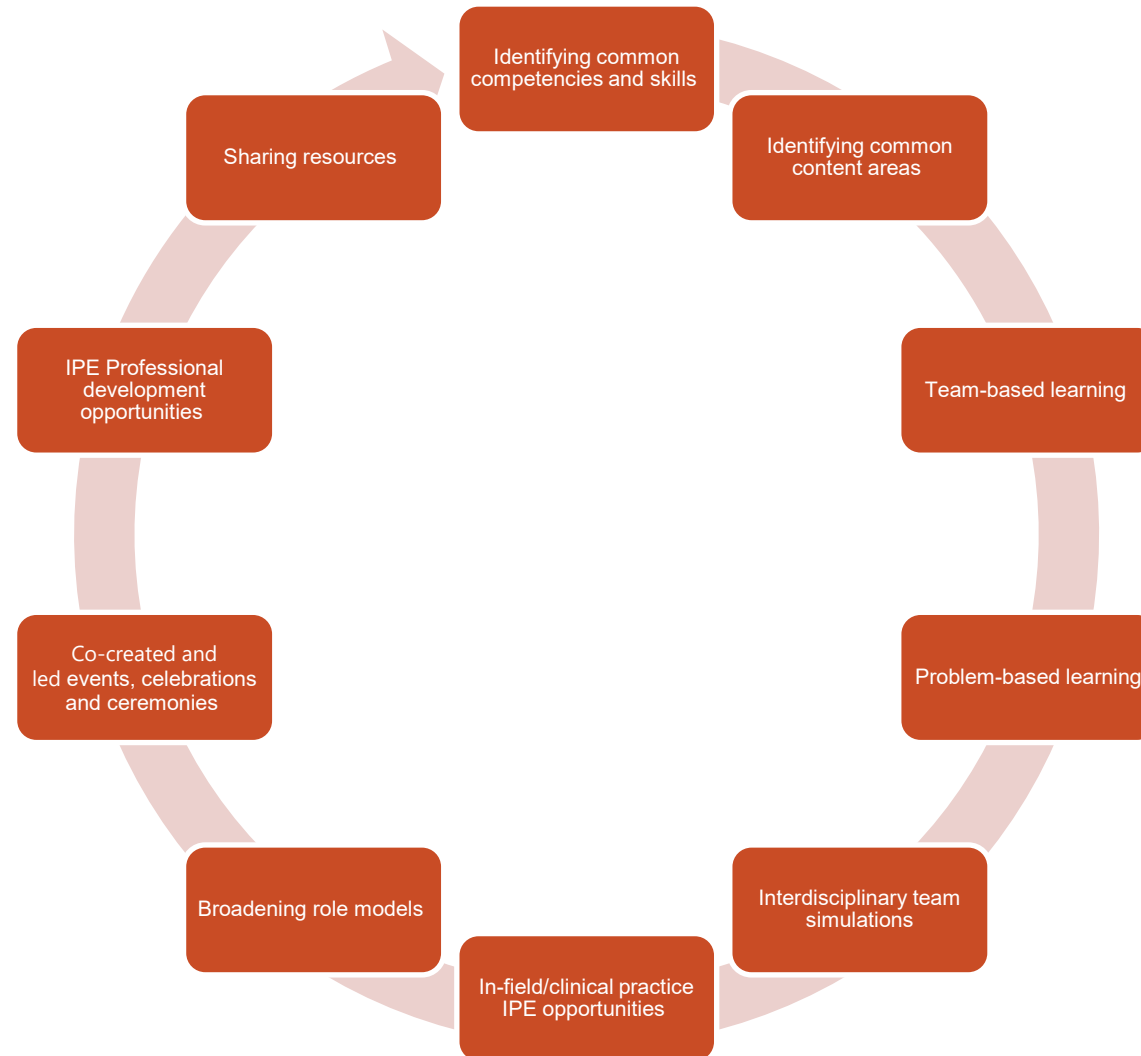 Identifying common
competencies and skills
Identifying common
content areas
Team-based learning
Problem-based learning
Interdisciplinary team
simulations
In-field/clinical practice
IPE opportunities
Broadening role models
Co-created and
led events, celebrations
and ceremonies
IPE Professional
development
opportunities
Sharing resources